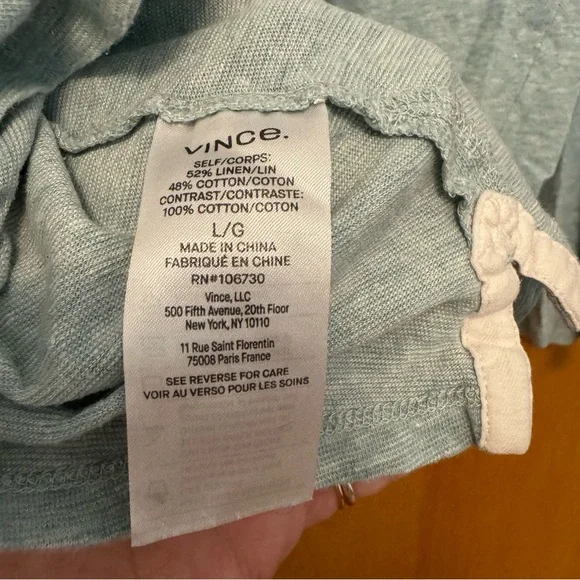 VINCE.
SELF/CORPS:
52% LINEN/LIN
48% COTTON/COTON
CONTRAST/CONTRASTE:
100% COTTON/COTON
L/G
MADE IN CHINA
FABRIQUÉ EN CHINE
RN#106730
Vince, LLC
500 Fifth Avenue, 20th Floor
New York, NY 10110
11 Rue Saint Florentin
75008 Paris France
SEE REVERSE FOR CARE
VOIR AU VERSO POUR LES SOINS